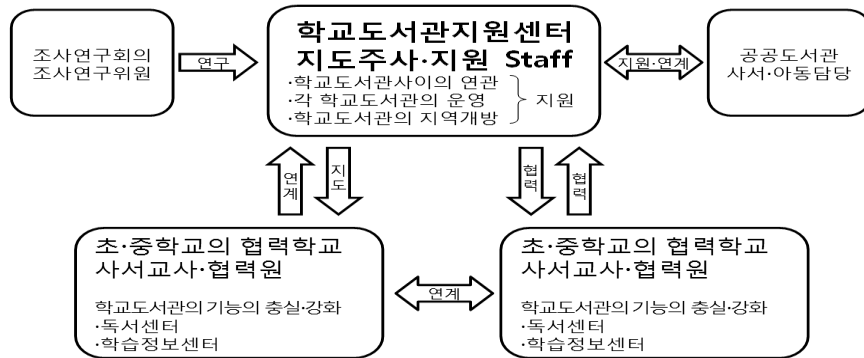 조사연구회의
조사연구위원
연구
학교도서관지원센터
지도주사·지원 Staff
·학교도서관사이의 연관
·각 학교도서관의 운영
·학교도서관의 지역개방
지원
지원·연계
공공도서관
사서·아동담당
연계
지도
협력
협력
초·중학교의 협력학교
사서교사·협력원
학교도서관의 기능의 충실·강화
·독서센터
·학습정보센터
연계
초·중학교의 협력학교
사서교사·협력원
학교도서관의 기능의 충실·강화
·독서센터
·학습정보센터